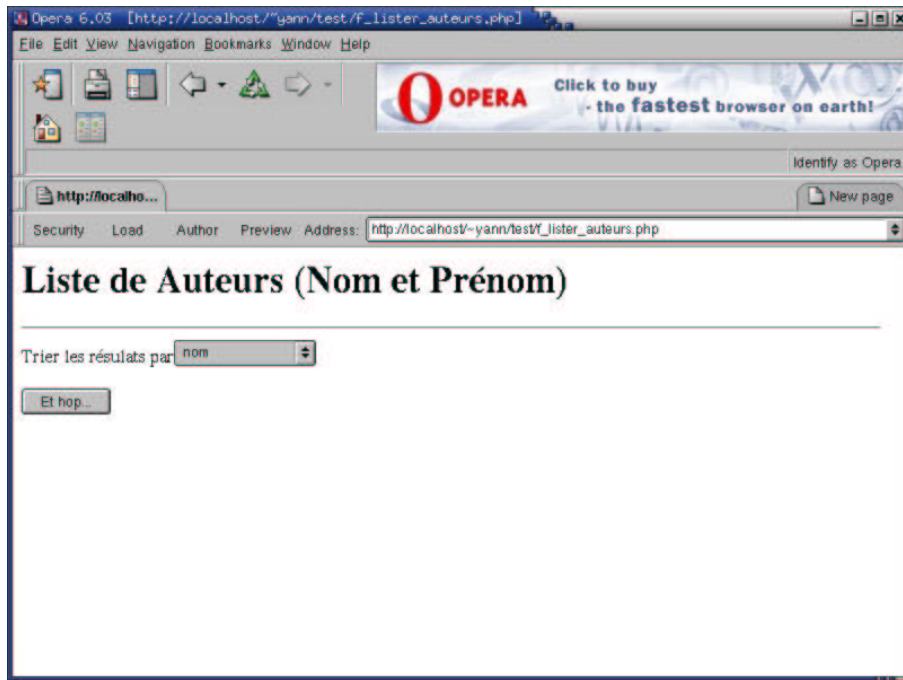 Opera 6.03 [http://localhost/~yann/test/f_lister_auteurs.php]
File Edit View Navigation Bookmarks Window Help
OPERA
Click to buy
- the fastest browser on earth!
Identify as Opera
http://localho...
New page
Security Load Author Preview Address: http://localhost/~yann/test/f_lister_auteurs.php
Liste de Auteurs (Nom et Prénom)
Trier les résulats par nom
Et hop...